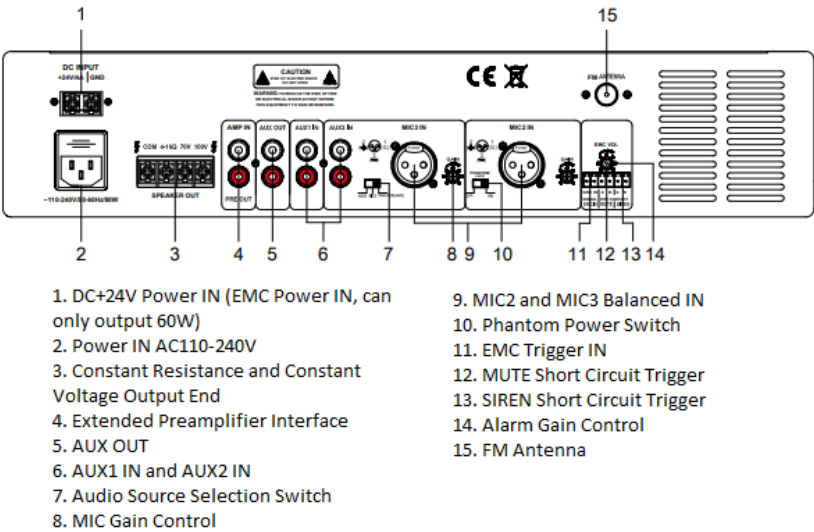 1
15
DC INPUT
+24V/4A | GND
CAUTION
FM ANTENNA
AMP IN
AUX OUT
AUX1 IN
AUX2 IN
MIC3 IN
MIC2 IN
COM 4-16Ω 70V 100V
EMC VOL
GAIN
GAIN
SPEAKER OUT
~110-240V/50-60Hz/80W
PRE OUT
2
3
4
5
6
7
8
9
10
11
12
13
14
1. DC+24V Power IN (EMC Power IN, can
only output 60W)
2. Power IN AC110-240V
3. Constant Resistance and Constant
Voltage Output End
4. Extended Preamplifier Interface
5. AUX OUT
6. AUX1 IN and AUX2 IN
7. Audio Source Selection Switch
8. MIC Gain Control
9. MIC2 and MIC3 Balanced IN
10. Phantom Power Switch
11. EMC Trigger IN
12. MUTE Short Circuit Trigger
13. SIREN Short Circuit Trigger
14. Alarm Gain Control
15. FM Antenna